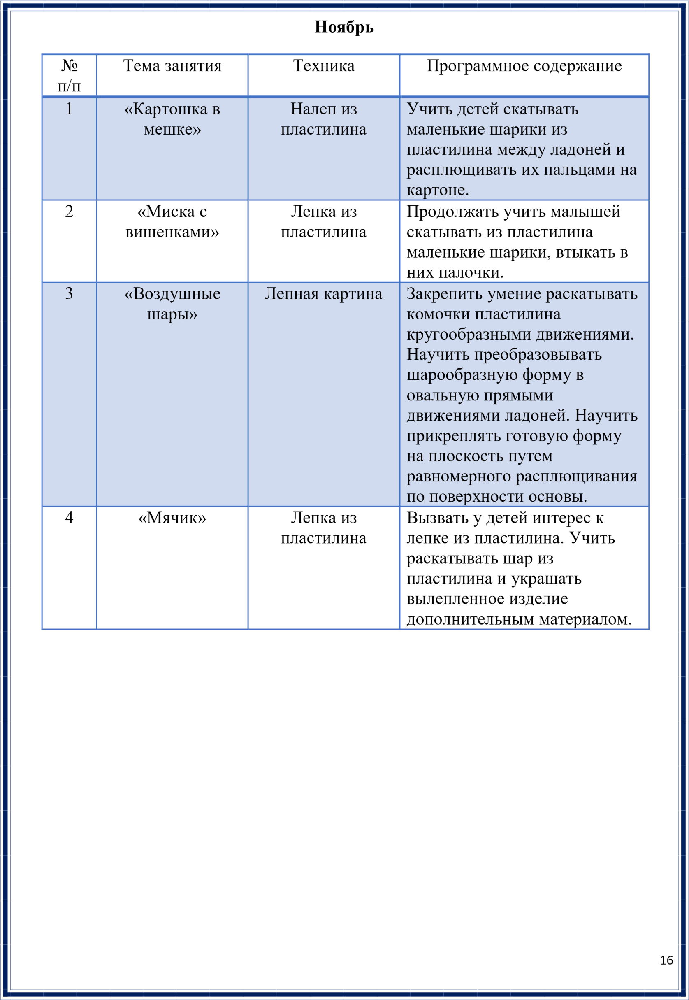 Ноябрь
№
п/п
Тема занятия
Техника
Программное содержание
1
«Картошка в
мешке»
Налеп из
пластилина
Учить детей скатывать
маленькие шарики из
пластилина между ладоней и
расплющивать их пальцами на
картоне.
2
«Миска с
вишенками»
Лепка из
пластилина
Продолжать учить малышей
скатывать из пластилина
маленькие шарики, втыкать в
них палочки.
3
«Воздушные
шары»
Лепная картина
Закрепить умение раскатывать
комочки пластилина
кругообразными движениями.
Научить преобразовывать
шарообразную форму в
овальную прямыми
движениями ладоней. Научить
прикреплять готовую форму
на плоскость путем
равномерного расплющивания
по поверхности основы.
4
«Мячик»
Лепка из
пластилина
Вызвать у детей интерес к
лепке из пластилина. Учить
раскатывать шар из
пластилина и украшать
вылепленное изделие
дополнительным материалом.
16